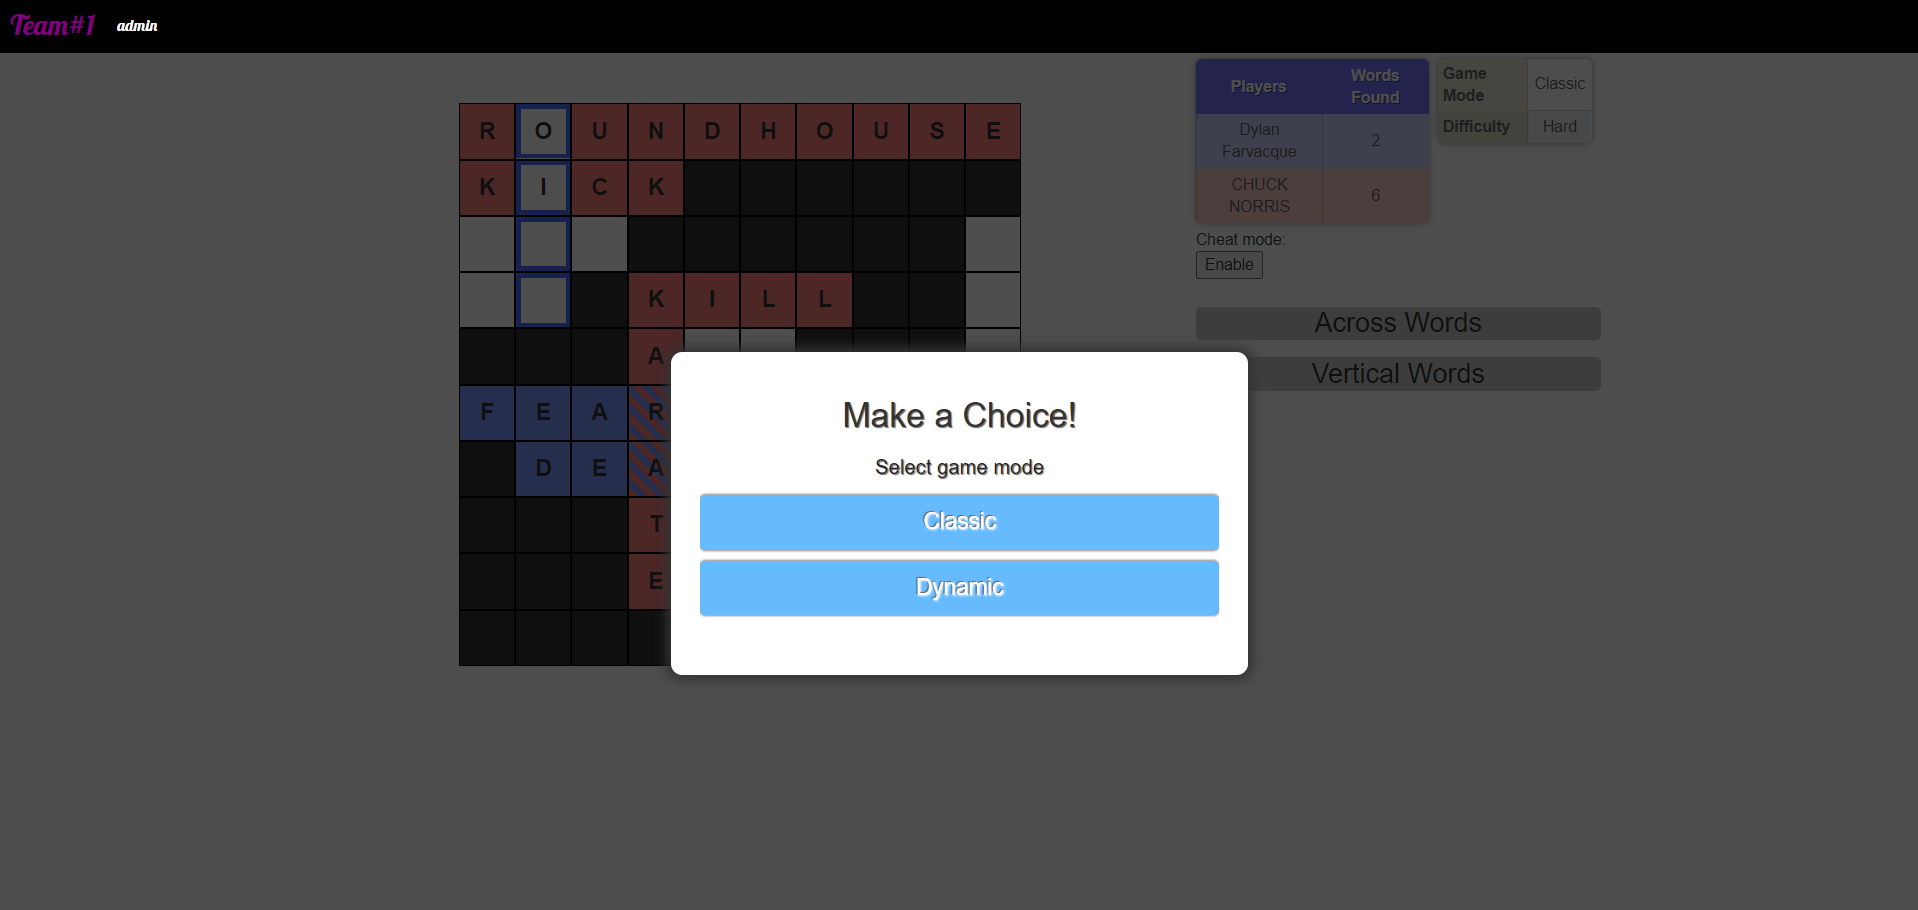 Team#1 admin
Players Words Found
Dylan Farvacque 2
CHUCK NORRIS 6
Game Mode Classic
Difficulty Hard
Cheat mode:
Enable
Across Words
Vertical Words
R O U N D H O U S E
K I C K
K I L L
A
F E A R
D E A
T
E
Make a Choice!
Select game mode
Classic
Dynamic